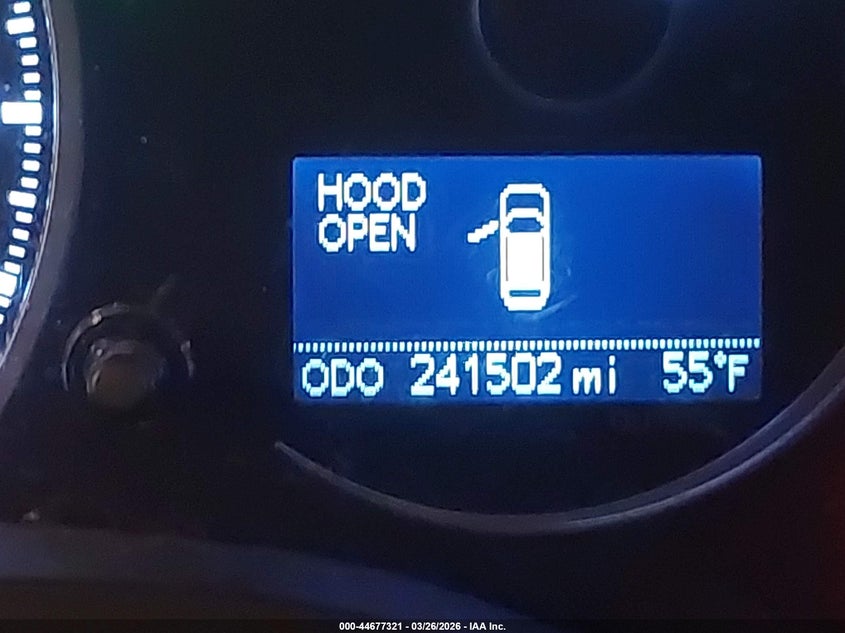 HOOD
OPEN
ODO 241502 mi 55°F
000-44677321 - 03/26/2026 - IAA Inc.